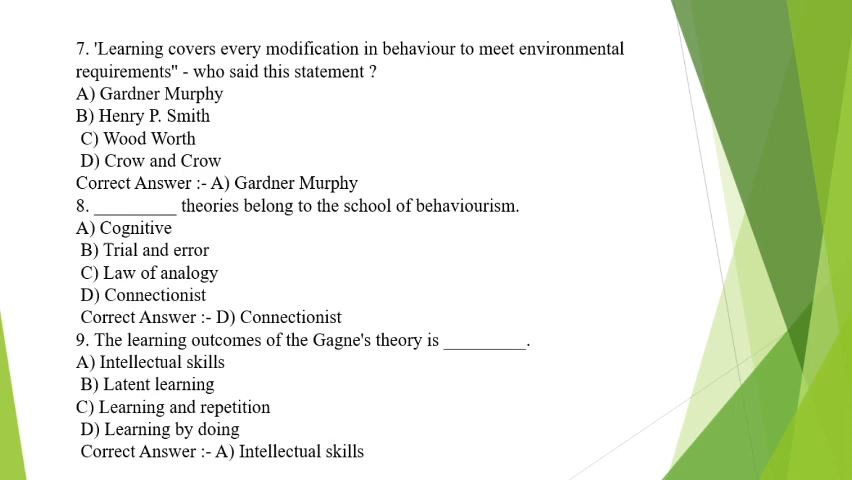 7. 'Learning covers every modification in behaviour to meet environmental
requirements" - who said this statement ?
A) Gardner Murphy
B) Henry P. Smith
C) Wood Worth
D) Crow and Crow
Correct Answer :- A) Gardner Murphy
8. _________ theories belong to the school of behaviourism.
A) Cognitive
B) Trial and error
C) Law of analogy
D) Connectionist
Correct Answer :- D) Connectionist
9. The learning outcomes of the Gagne's theory is _________.
A) Intellectual skills
B) Latent learning
C) Learning and repetition
D) Learning by doing
Correct Answer :- A) Intellectual skills